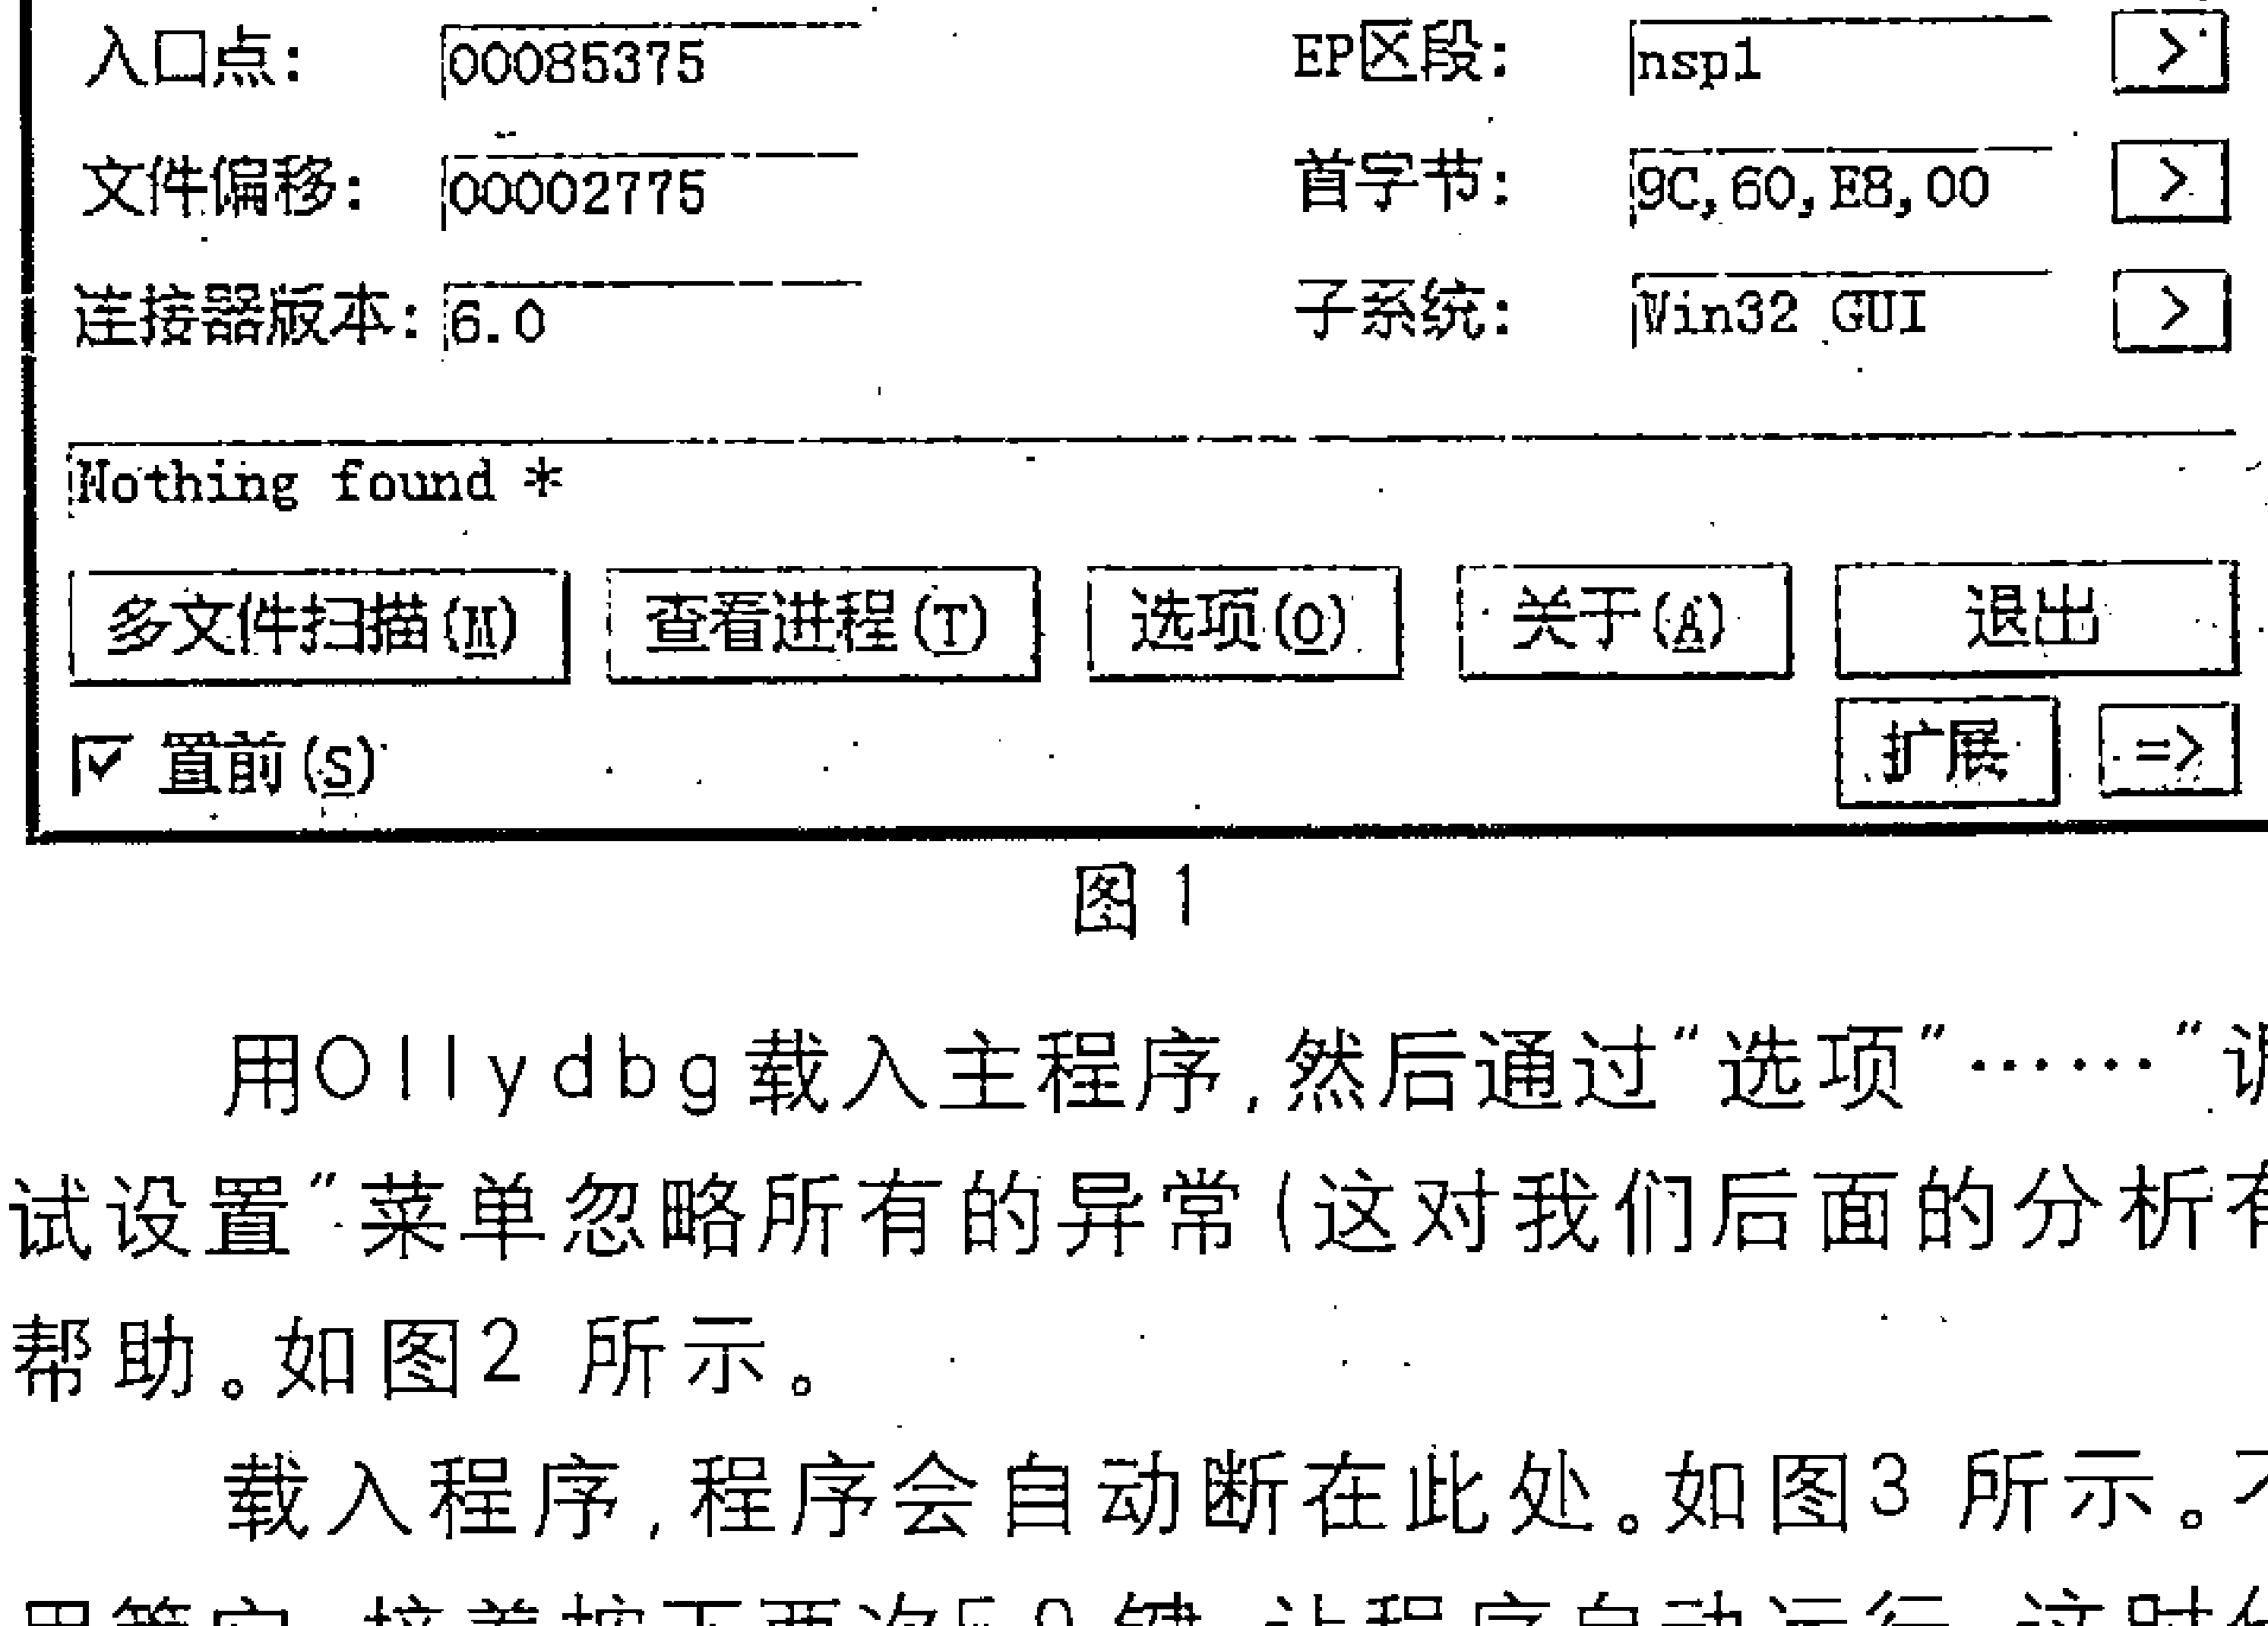 入口点: 00085375 EP区段: nsp1 >
文件偏移: 00002775 首字节: 9C,60,E8,00 >
连接器版本: 6.0 子系统: Win32 GUI >
Nothing found *
多文件扫描(M) 查看进程(T) 选项(O) 关于(A) 退出
置前(S) 扩展 =>
图 1
用Ollydbg载入主程序,然后通过“选项”……“调
试设置”菜单忽略所有的异常(这对我们后面的分析有
帮助。如图2 所示。
载入程序,程序会自动断在此处。如图3 所示。不